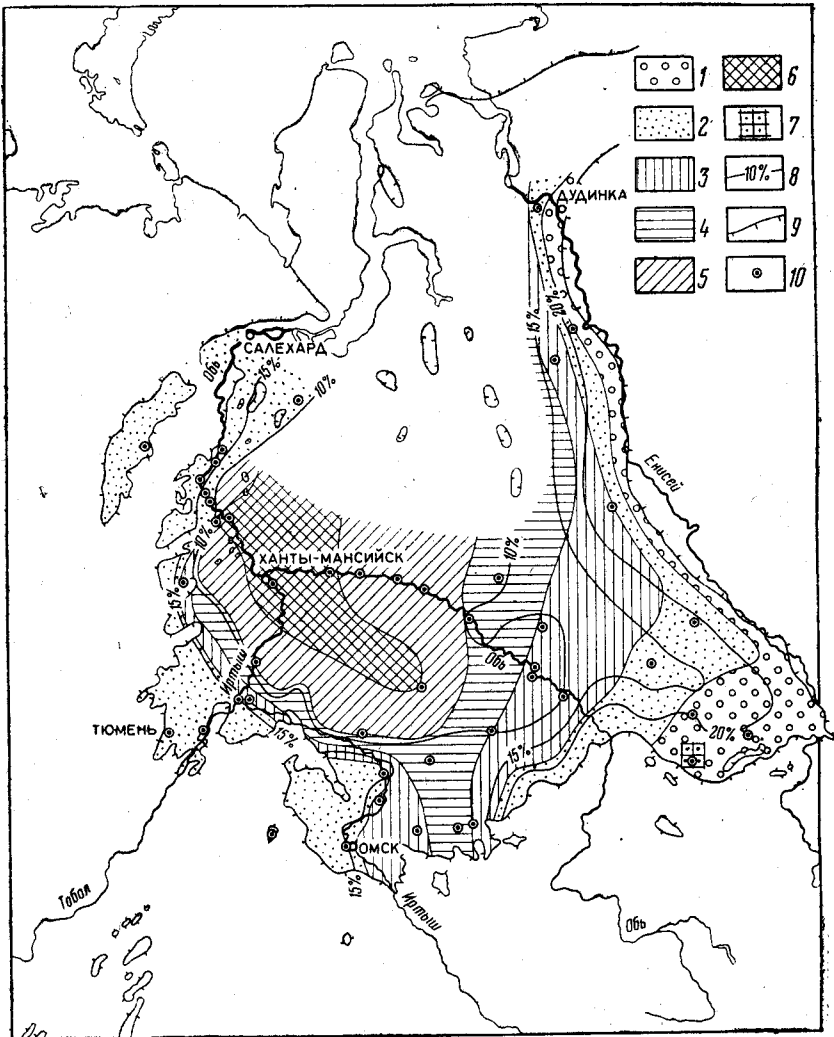 1 6
2 7
3 10% 8
4 9
5 10
ДУДИНКА
20%
15%
САЛЕХАРД
Обь
15%
10%
Енисей
10%
ХАНТЫ-МАНСИЙСК
10%
15%
Обь
Иртыш
ТЮМЕНЬ
20%
15%
15%
ОМСК
15%
Тобол
Иртыш
Обь